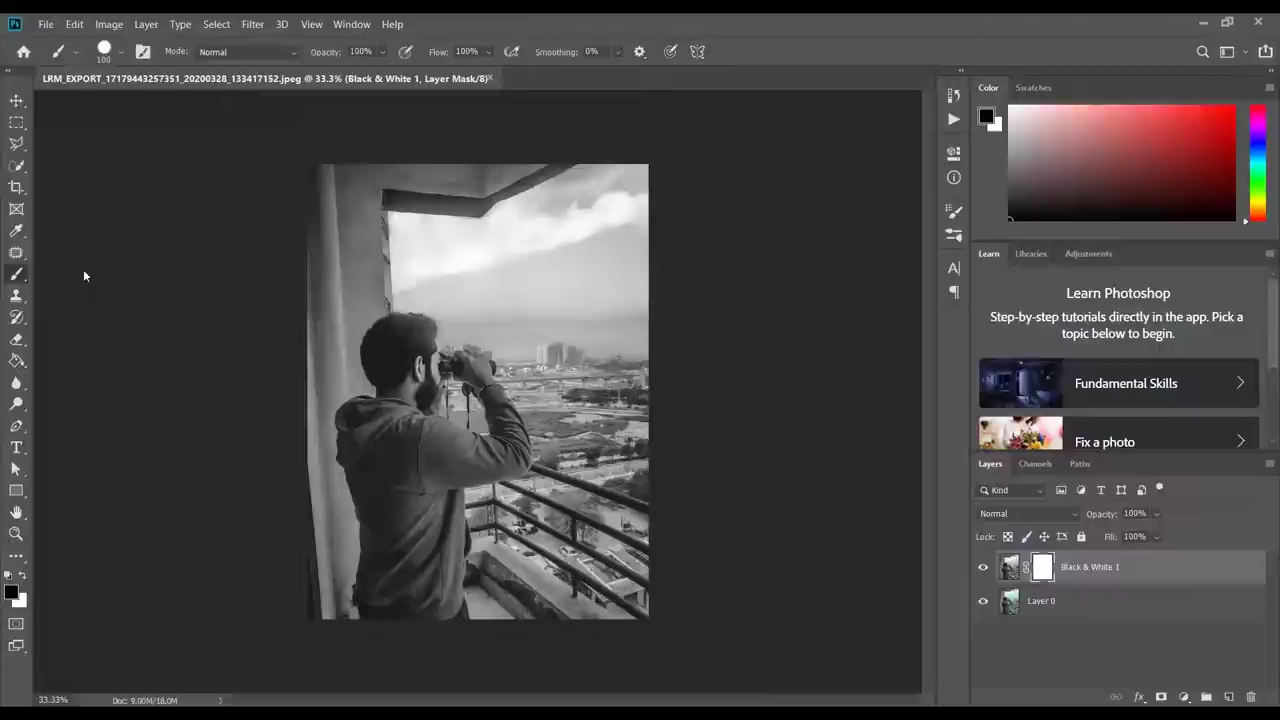 Ps File Edit Image Layer Type Select Filter 3D View Window Help
100 Mode: Normal Opacity: 100% Flow: 100% Smoothing: 0%
LRM_EXPORT_17179443257351_20200328_133417152.jpeg @ 33.3% (Black & White 1, Layer Mask/8)
Color Swatches
Learn Libraries Adjustments
Learn Photoshop
Step-by-step tutorials directly in the app. Pick a
topic below to begin.
Fundamental Skills
Fix a photo
Layers Channels Paths
Kind
Normal Opacity: 100%
Lock: Fill: 100%
Black & White 1
Layer 0
33.33% Doc: 9.00M/18.0M